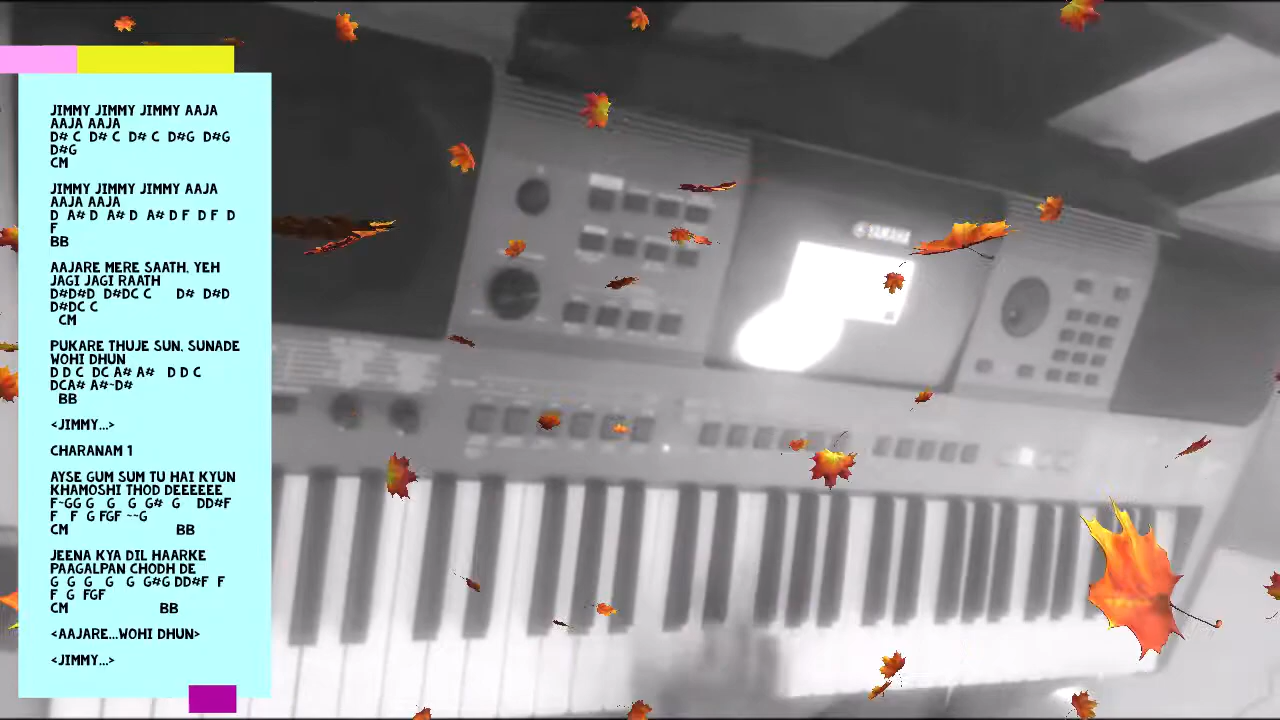 JIMMY JIMMY JIMMY AAJA
AAJA AAJA
D# C D# C D# C D#G D#G
D#G
CM
JIMMY JIMMY JIMMY AAJA
AAJA AAJA
D A# D A# D A# D F D F D
F
BB
AAJARE MERE SAATH, YEH
JAGI JAGI RAATH
D#D#D D#DC C D# D#D
D#DC C
CM
PUKARE THUJE SUN, SUNADE
WOHI DHUN
D D C DC A# A# D D C
DCA# A#~D#
BB
<JIMMY...>
CHARANAM 1
AYSE GUM SUM TU HAI KYUN
KHAMOSHI THOD DEEEEEE
F~GG G G G G# G DD#F
F F G FGF ~~G
CM BB
JEENA KYA DIL HAARKE
PAAGALPAN CHODH DE
G G G G G G#G DD#F F
F G FGF
CM BB
<AAJARE...WOHI DHUN>
<JIMMY...>
YAMAHA